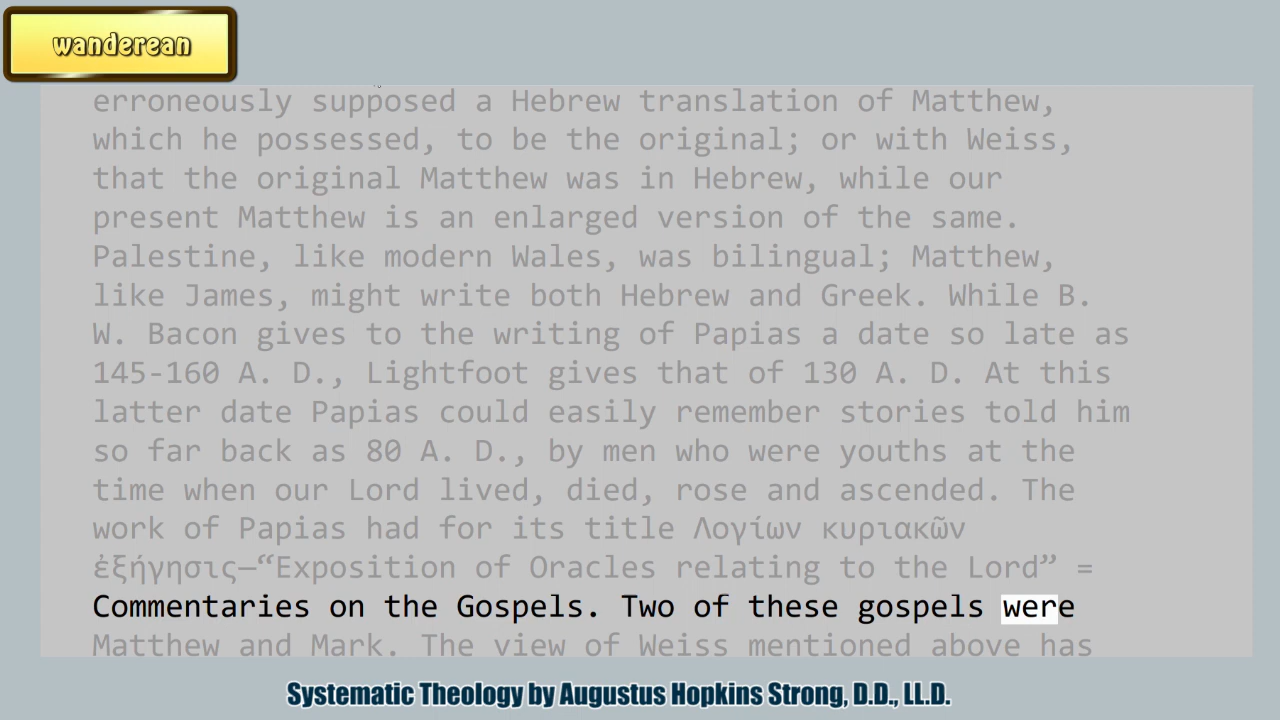 wanderean
erroneously supposed a Hebrew translation of Matthew,
which he possessed, to be the original; or with Weiss,
that the original Matthew was in Hebrew, while our
present Matthew is an enlarged version of the same.
Palestine, like modern Wales, was bilingual; Matthew,
like James, might write both Hebrew and Greek. While B.
W. Bacon gives to the writing of Papias a date so late as
145-160 A. D., Lightfoot gives that of 130 A. D. At this
latter date Papias could easily remember stories told him
so far back as 80 A. D., by men who were youths at the
time when our Lord lived, died, rose and ascended. The
work of Papias had for its title Λογίων κυριακῶν
ἐξήγησις—“Exposition of Oracles relating to the Lord” =
Commentaries on the Gospels. Two of these gospels were
Matthew and Mark. The view of Weiss mentioned above has
Systematic Theology by Augustus Hopkins Strong, D.D., LL.D.